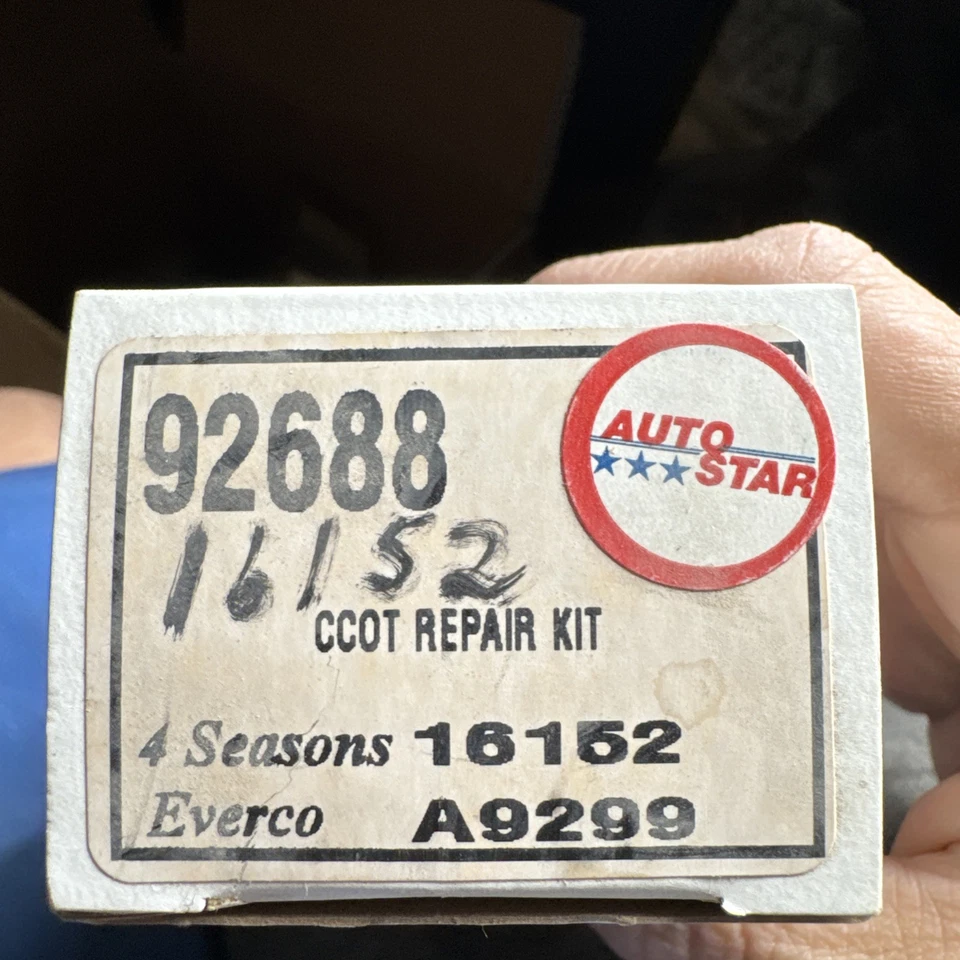 92688
AUTO
STAR
16152
CCOT REPAIR KIT
4 Seasons 16152
Everco A9299